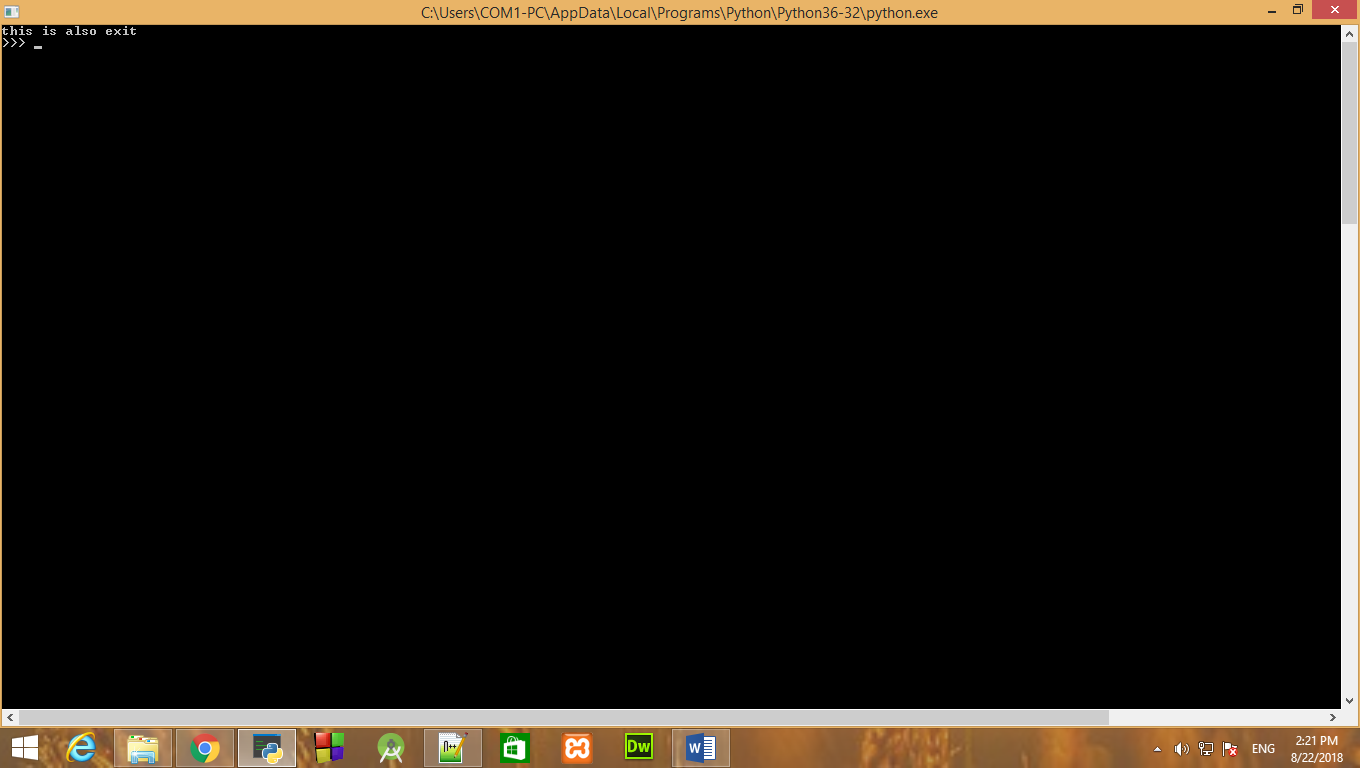 C:\Users\COM1-PC\AppData\Local\Programs\Python\Python36-32\python.exe
this is also exit
>>> _
Dw
W
ENG
2:21 PM
8/22/2018